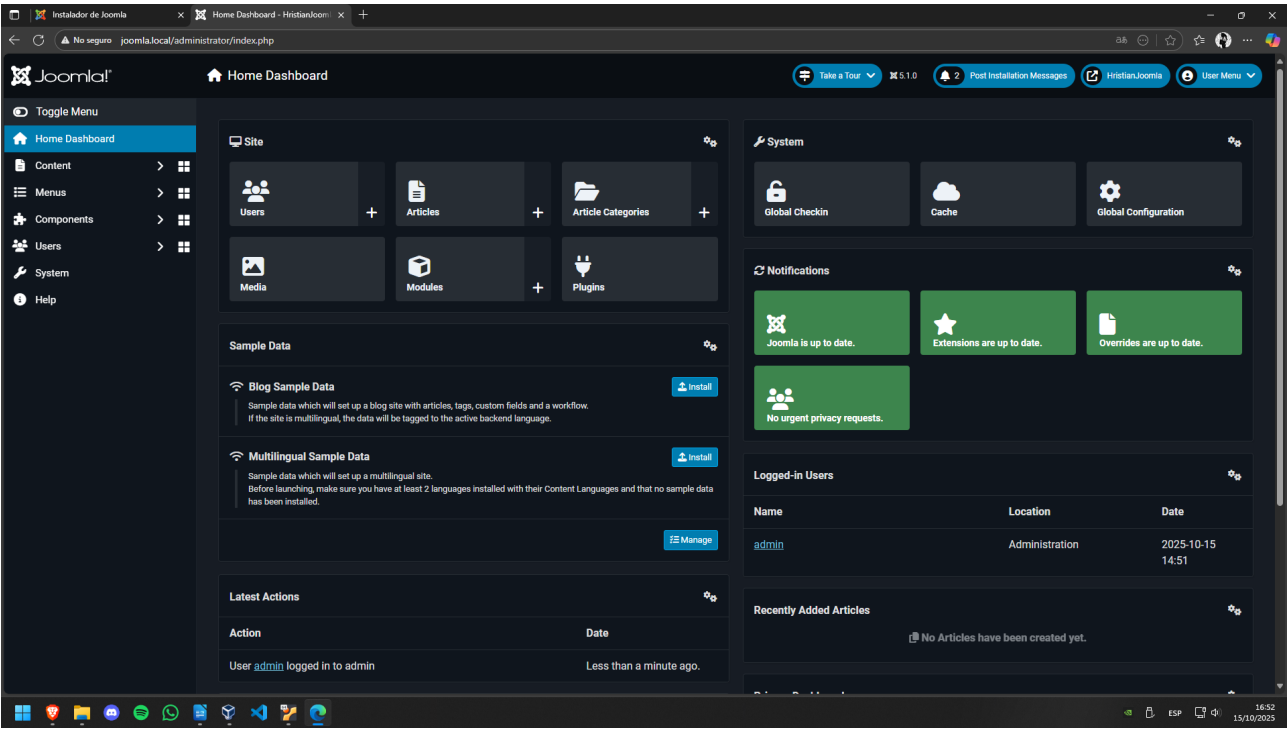 Instalador de Joomla
Home Dashboard - HristianJooml
No seguro joomla.local/administrator/index.php
Joomla!
Home Dashboard
Take a Tour
5.1.0
2 Post Installation Messages
HristianJoomla
User Menu
Toggle Menu
Home Dashboard
Content
Menus
Components
Users
System
Help
Site
Users
Articles
Article Categories
Media
Modules
Plugins
Sample Data
Blog Sample Data
Install
Sample data which will set up a blog site with articles, tags, custom fields and a workflow.
If the site is multilingual, the data will be tagged to the active backend language.
Multilingual Sample Data
Install
Sample data which will set up a multilingual site.
Before launching, make sure you have at least 2 languages installed with their Content Languages and that no sample data
has been installed.
Manage
Latest Actions
Action Date
User admin logged in to admin Less than a minute ago.
System
Global Checkin
Cache
Global Configuration
Notifications
Joomla is up to date.
Extensions are up to date.
Overrides are up to date.
No urgent privacy requests.
Logged-in Users
Name Location Date
admin Administration 2025-10-15
14:51
Recently Added Articles
No Articles have been created yet.
ESP
16:52
15/10/2025